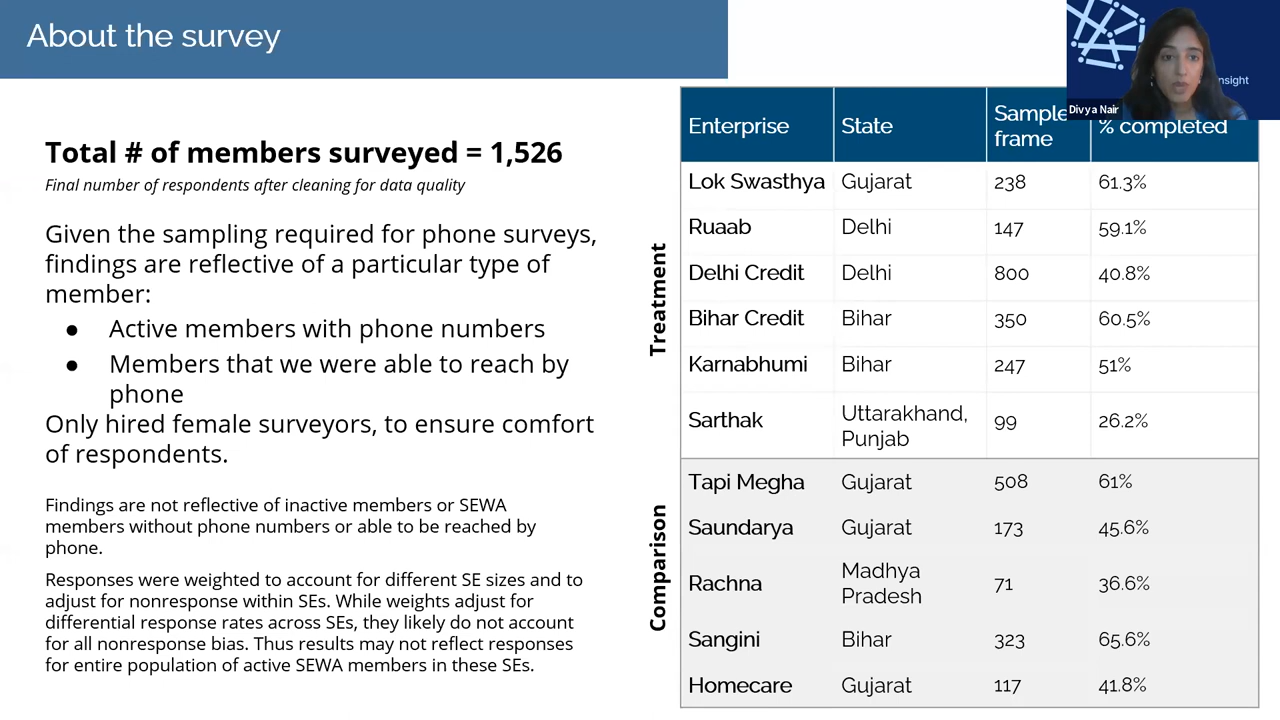 About the survey
nsight
Divya Nair
Total # of members surveyed = 1,526
Final number of respondents after cleaning for data quality
Given the sampling required for phone surveys,
findings are reflective of a particular type of
member:
● Active members with phone numbers
● Members that we were able to reach by
phone
Only hired female surveyors, to ensure comfort
of respondents.
Findings are not reflective of inactive members or SEWA
members without phone numbers or able to be reached by
phone.
Responses were weighted to account for different SE sizes and to
adjust for nonresponse within SEs. While weights adjust for
differential response rates across SEs, they likely do not account
for all nonresponse bias. Thus results may not reflect responses
for entire population of active SEWA members in these SEs.
Enterprise State Sample frame % completed
Treatment
Lok Swasthya Gujarat 238 61.3%
Ruaab Delhi 147 59.1%
Delhi Credit Delhi 800 40.8%
Bihar Credit Bihar 350 60.5%
Karnabhumi Bihar 247 51%
Sarthak Uttarakhand, Punjab 99 26.2%
Comparison
Tapi Megha Gujarat 508 61%
Saundarya Gujarat 173 45.6%
Rachna Madhya Pradesh 71 36.6%
Sangini Bihar 323 65.6%
Homecare Gujarat 117 41.8%